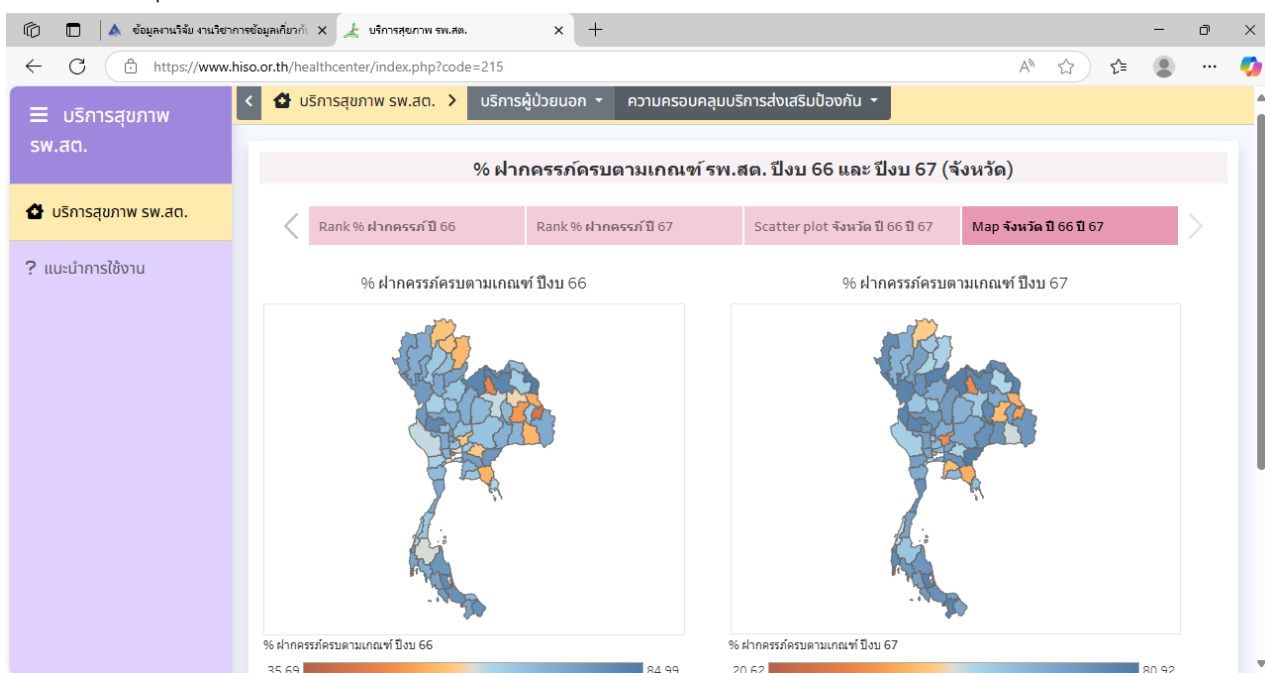 ข้อมูลงานวิจัย งานวิชาการข้อมูลเกี่ยวกั
บริการสุขภาพ รพ.สต.
https://www.hiso.or.th/healthcenter/index.php?code=215
บริการสุขภาพ
รพ.สต.
บริการสุขภาพ รพ.สต.
บริการผู้ป่วยนอก
ความครอบคลุมบริการส่งเสริมป้องกัน
บริการสุขภาพ รพ.สต.
? แนะนำการใช้งาน
% ฝากครรภ์ครบตามเกณฑ์ รพ.สต. ปีงบ 66 และ ปีงบ 67 (จังหวัด)
Rank % ฝากครรภ์ ปี 66
Rank % ฝากครรภ์ ปี 67
Scatter plot จังหวัด ปี 66 ปี 67
Map จังหวัด ปี 66 ปี 67
% ฝากครรภ์ครบตามเกณฑ์ ปีงบ 66
% ฝากครรภ์ครบตามเกณฑ์ ปีงบ 67
% ฝากครรภ์ครบตามเกณฑ์ ปีงบ 66
% ฝากครรภ์ครบตามเกณฑ์ ปีงบ 67
35.69 84.99
20.62 80.92